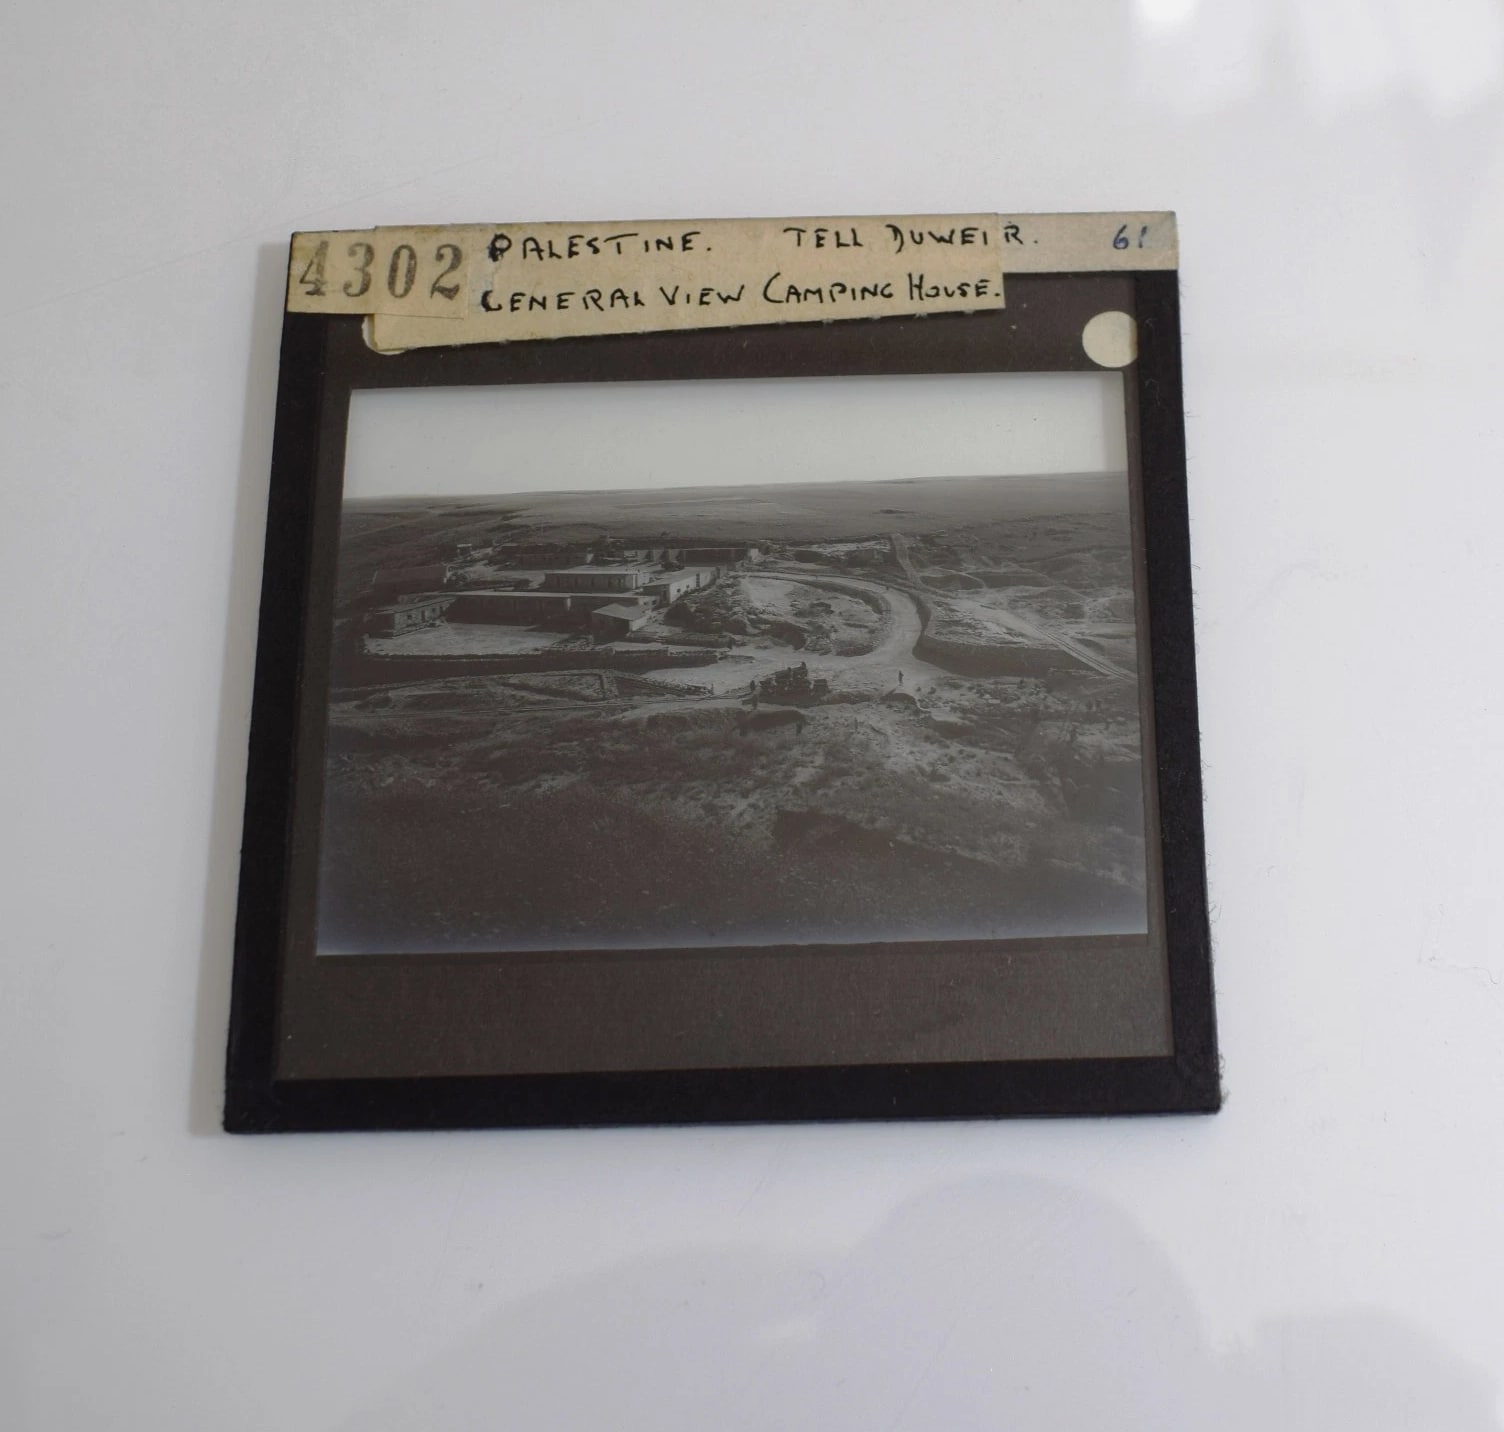 4302
PALESTINE. TELL DUWEIR. 61
GENERAL VIEW CAMPING HOUSE.